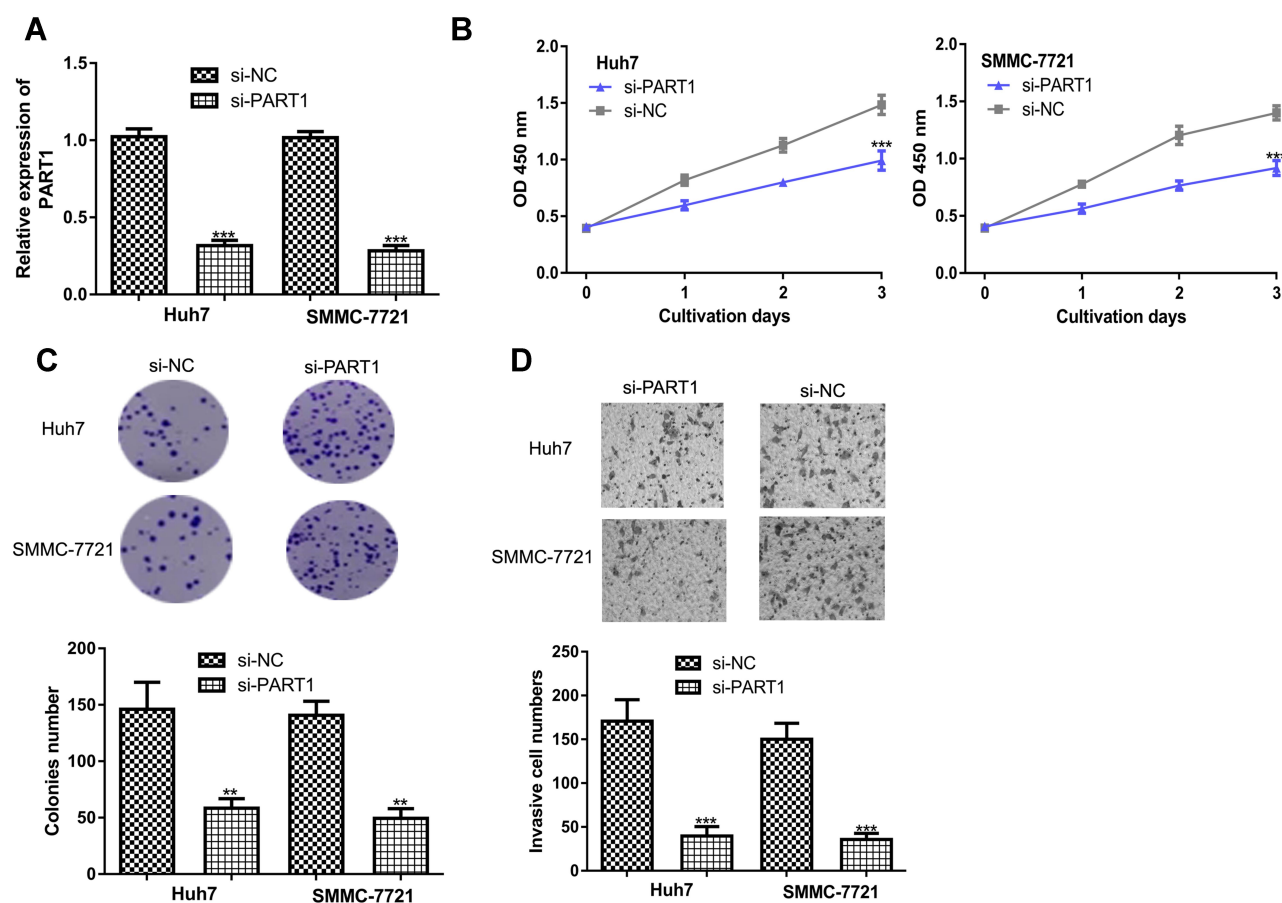 A
Relative expression of
PART1
1.5
1.0
0.5
0.0
si-NC
si-PART1
***
***
Huh7
SMMC-7721
B
OD 450 nm
2.0
1.5
1.0
0.5
0.0
Huh7
si-PART1
si-NC
***
0 1 2 3
Cultivation days
OD 450 nm
2.0
1.5
1.0
0.5
0.0
SMMC-7721
si-PART1
si-NC
***
0 1 2 3
Cultivation days
C
si-NC si-PART1
Huh7
SMMC-7721
Colonies number
200
150
100
50
0
si-NC
si-PART1
**
**
Huh7
SMMC-7721
D
si-PART1 si-NC
Huh7
SMMC-7721
Invasive cell numbers
250
200
150
100
50
0
si-NC
si-PART1
***
***
Huh7
SMMC-7721